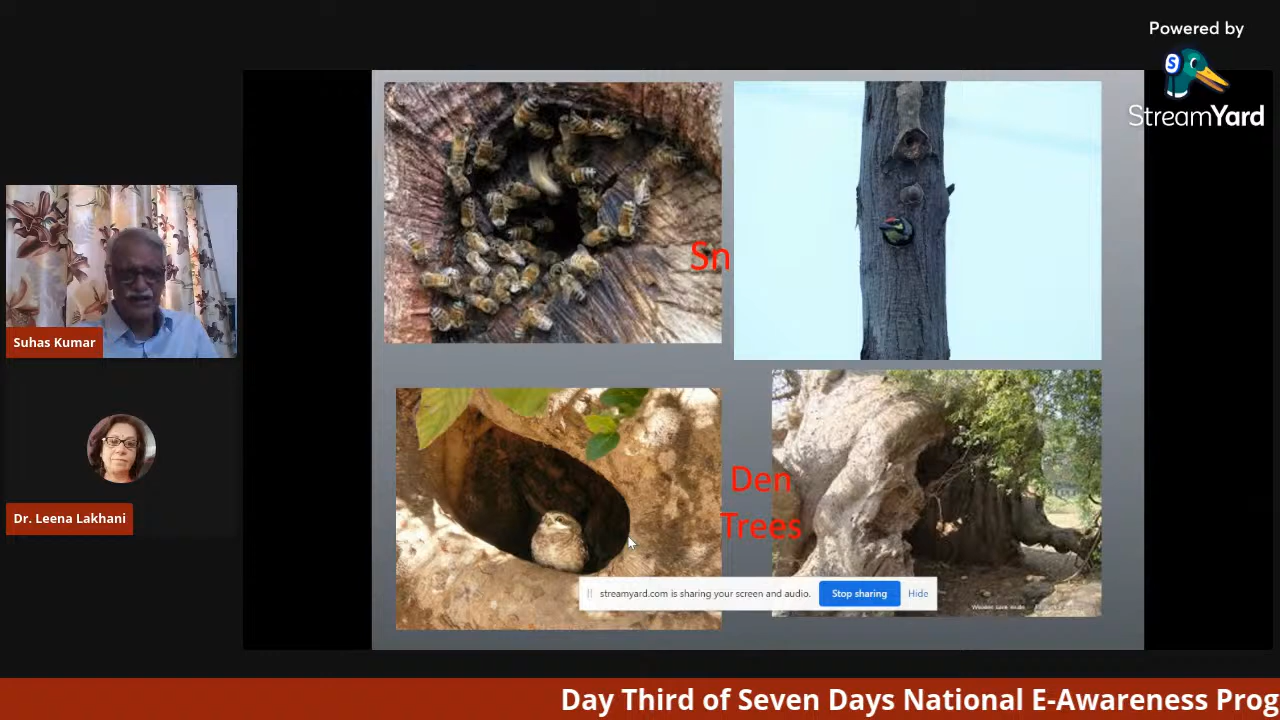 Powered by
StreamYard
Sn
Den
Trees
Suhas Kumar
Dr. Leena Lakhani
streamyard.com is sharing your screen and audio.
Stop sharing
Hide
Day Third of Seven Days National E-Awareness Prog